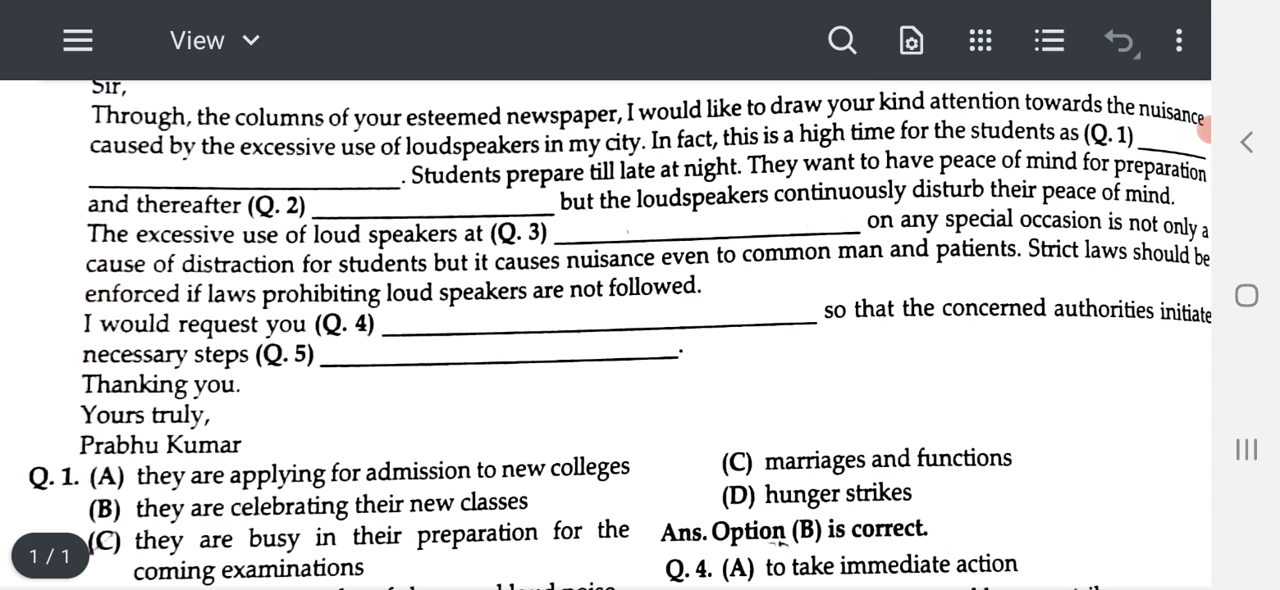 View
Sir,
Through, the columns of your esteemed newspaper, I would like to draw your kind attention towards the nuisance
caused by the excessive use of loudspeakers in my city. In fact, this is a high time for the students as (Q. 1) ______
______. Students prepare till late at night. They want to have peace of mind for preparation
and thereafter (Q. 2) ______ but the loudspeakers continuously disturb their peace of mind.
The excessive use of loud speakers at (Q. 3) ______ on any special occasion is not only a
cause of distraction for students but it causes nuisance even to common man and patients. Strict laws should be
enforced if laws prohibiting loud speakers are not followed.
I would request you (Q. 4) ______ so that the concerned authorities initiate
necessary steps (Q. 5) ______.
Thanking you.
Yours truly,
Prabhu Kumar
Q. 1. (A) they are applying for admission to new colleges
(B) they are celebrating their new classes
(C) they are busy in their preparation for the
coming examinations
(C) marriages and functions
(D) hunger strikes
Ans. Option (B) is correct.
Q. 4. (A) to take immediate action
1 / 1